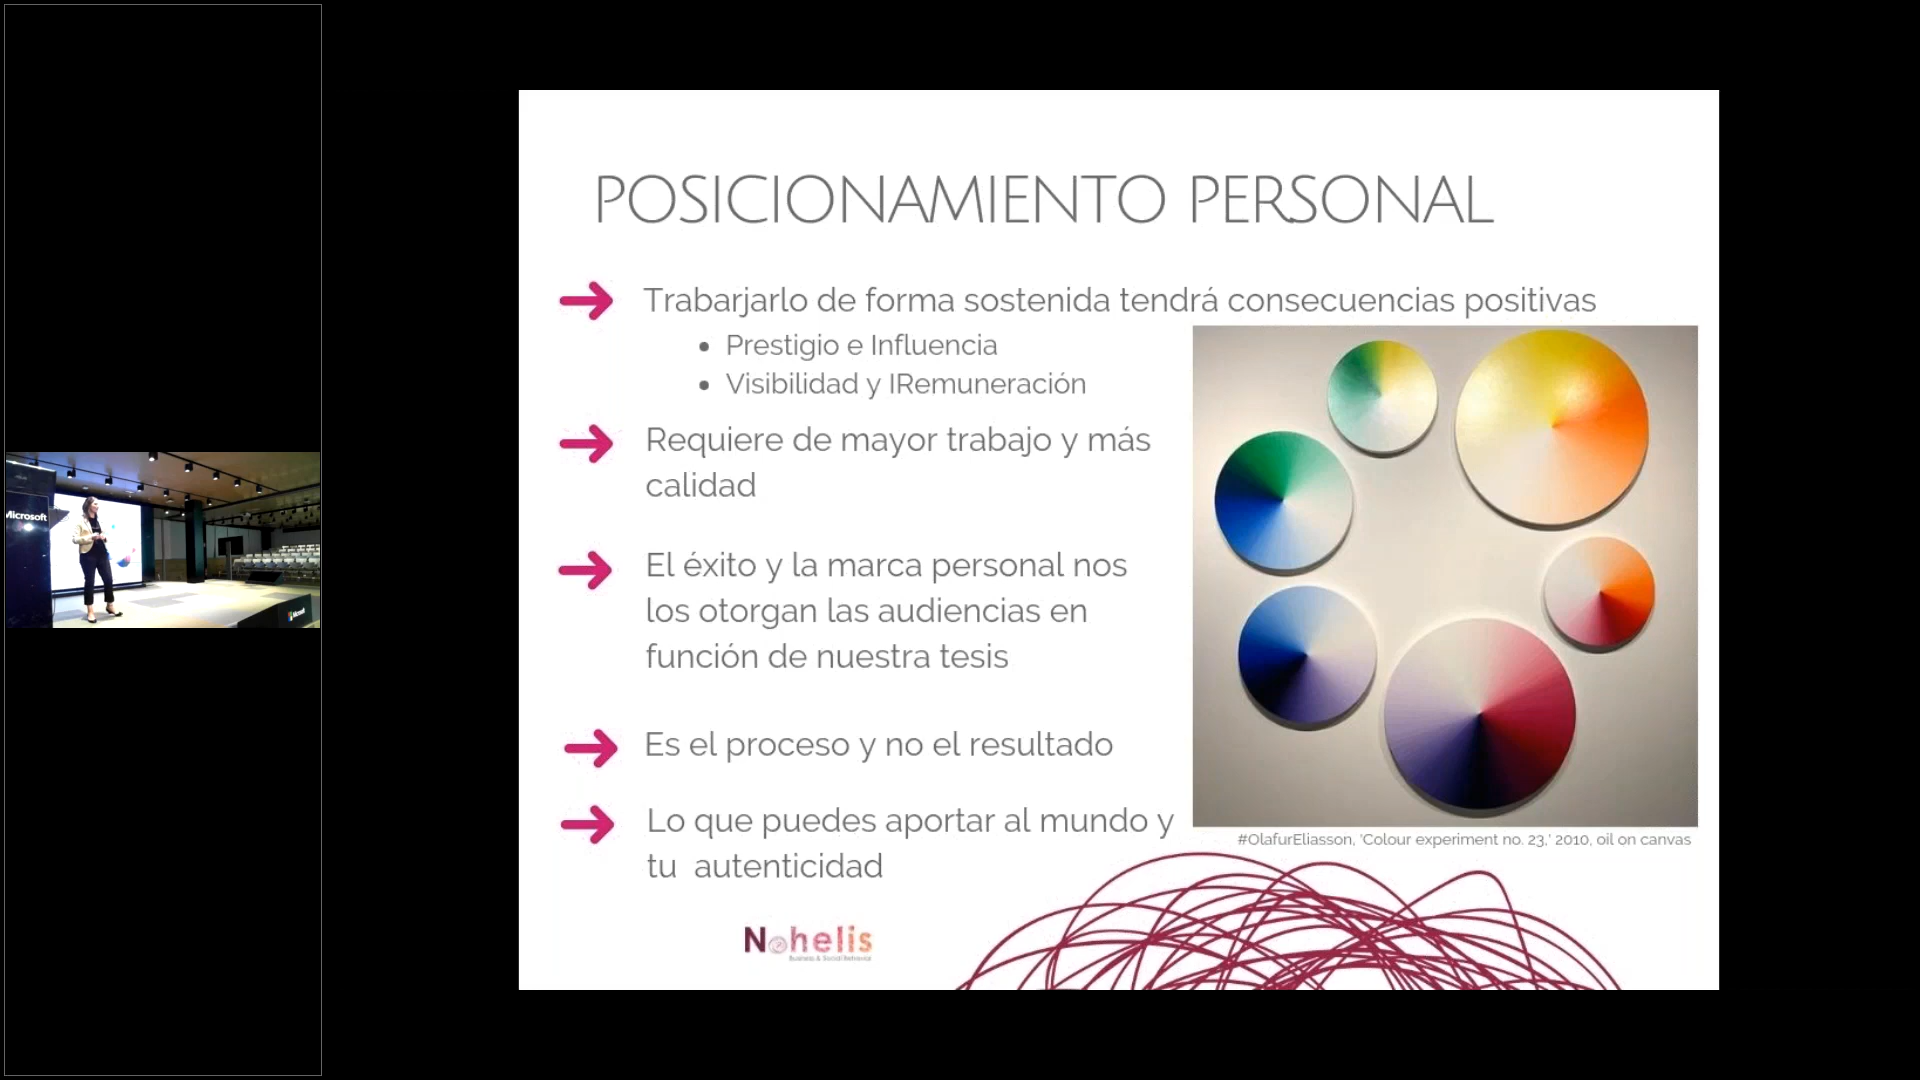 Microsoft
POSICIONAMIENTO PERSONAL
Trabarjarlo de forma sostenida tendrá consecuencias positivas
• Prestigio e Influencia
• Visibilidad y IRemuneración
Requiere de mayor trabajo y más
calidad
El éxito y la marca personal nos
los otorgan las audiencias en
función de nuestra tesis
Es el proceso y no el resultado
Lo que puedes aportar al mundo y
tu autenticidad
#OlafurEliasson, 'Colour experiment no. 23,' 2010, oil on canvas
Nohelis
Business & Social Behavior